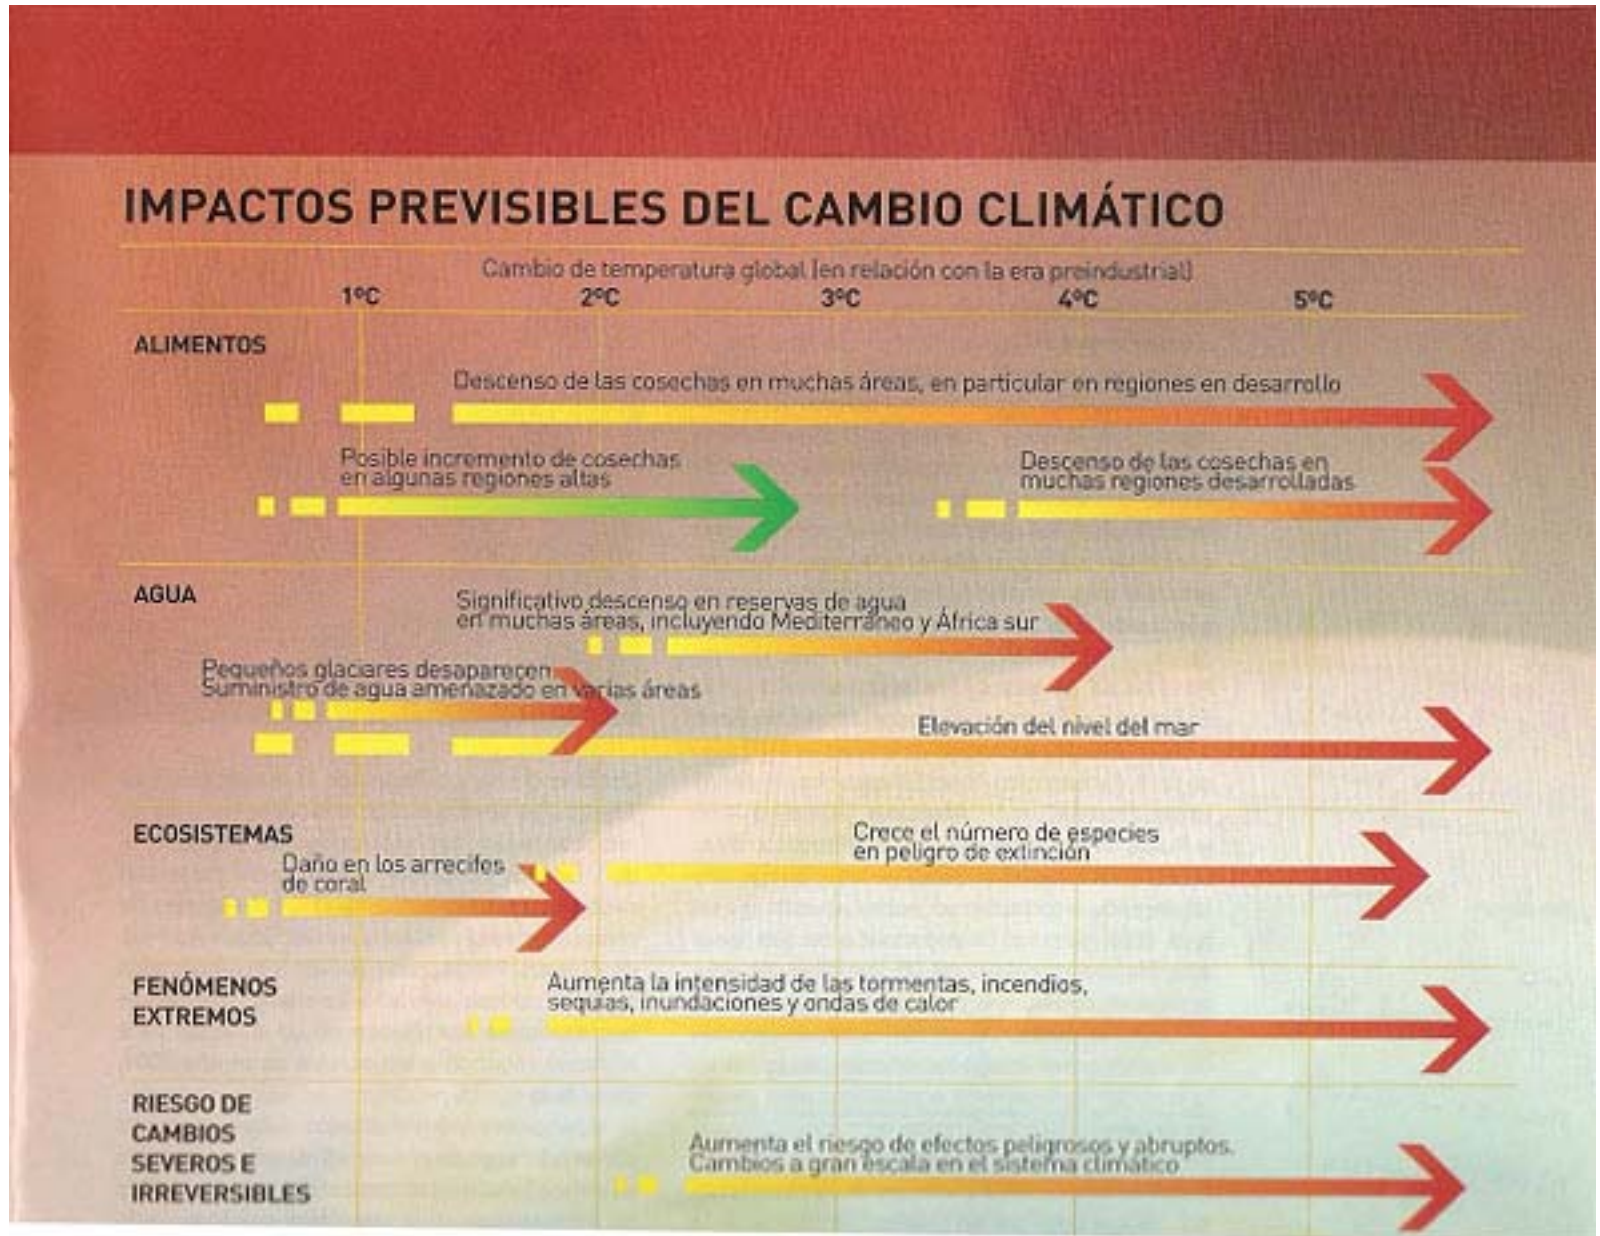 IMPACTOS PREVISIBLES DEL CAMBIO CLIMÁTICO
Cambio de temperatura global (en relación con la era preindustrial)
1ºC 2ºC 3ºC 4ºC 5ºC
ALIMENTOS
Descenso de las cosechas en muchas áreas, en particular en regiones en desarrollo
Posible incremento de cosechas
en algunas regiones altas
Descenso de las cosechas en
muchas regiones desarrolladas
AGUA
Significativo descenso en reservas de agua
en muchas áreas, incluyendo Mediterráneo y África sur
Pequeños glaciares desaparecen.
Suministro de agua amenazado en varias áreas
Elevación del nivel del mar
ECOSISTEMAS
Daño en los arrecifes
de coral
Crece el número de especies
en peligro de extinción
FENÓMENOS
EXTREMOS
Aumenta la intensidad de las tormentas, incendios,
sequias, inundaciones y ondas de calor
RIESGO DE
CAMBIOS
SEVEROS E
IRREVERSIBLES
Aumenta el riesgo de efectos peligrosos y abruptos.
Cambios a gran escala en el sistema climático